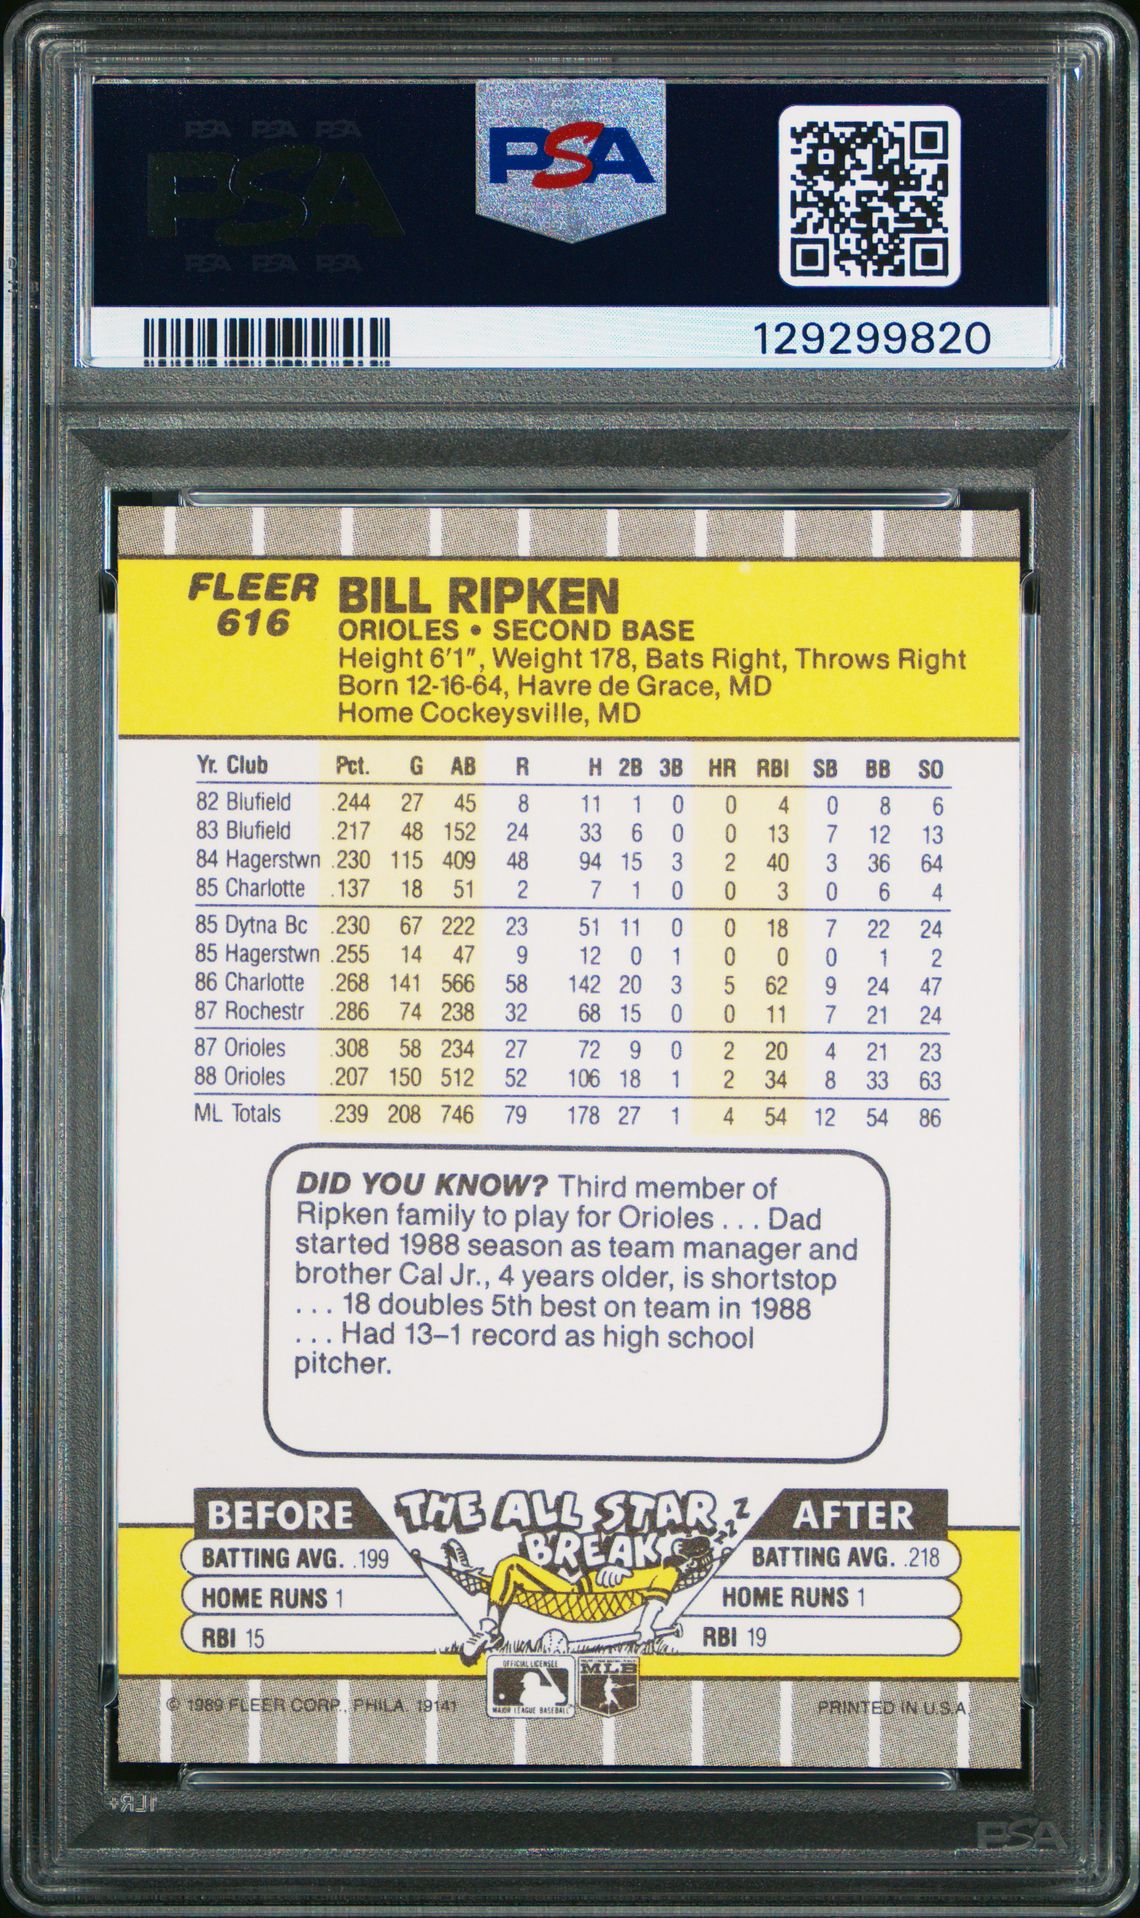 PSA PSA PSA
PSA
PSA PSA PSA
PSA
129299820
FLEER 616
BILL RIPKEN
ORIOLES • SECOND BASE
Height 6'1", Weight 178, Bats Right, Throws Right
Born 12-16-64, Havre de Grace, MD
Home Cockeysville, MD
Yr. Club Pct. G AB R H 2B 3B HR RBI SB BB SO
82 Blufield .244 27 45 8 11 1 0 0 4 0 8 6
83 Blufield .217 48 152 24 33 6 0 0 13 7 12 13
84 Hagerstwn .230 115 409 48 94 15 3 2 40 3 36 64
85 Charlotte .137 18 51 2 7 1 0 0 3 0 6 4
85 Dytna Bc .230 67 222 23 51 11 0 0 18 7 22 24
85 Hagerstwn .255 14 47 9 12 0 1 0 0 0 1 2
86 Charlotte .268 141 566 58 142 20 3 5 62 9 24 47
87 Rochestr .286 74 238 32 68 15 0 0 11 7 21 24
87 Orioles .308 58 234 27 72 9 0 2 20 4 21 23
88 Orioles .207 150 512 52 106 18 1 2 34 8 33 63
ML Totals .239 208 746 79 178 27 1 4 54 12 54 86
DID YOU KNOW? Third member of
Ripken family to play for Orioles . . . Dad
started 1988 season as team manager and
brother Cal Jr., 4 years older, is shortstop
. . . 18 doubles 5th best on team in 1988
. . . Had 13–1 record as high school
pitcher.
THE ALL STAR
BREAK
ZZZZ
BEFORE
BATTING AVG. .199
HOME RUNS 1
RBI 15
AFTER
BATTING AVG. .218
HOME RUNS 1
RBI 19
OFFICIAL LICENSEE
MAJOR LEAGUE BASEBALL
MLB
© 1989 FLEER CORP., PHILA. 19141
PRINTED IN U.S.A.
PSA